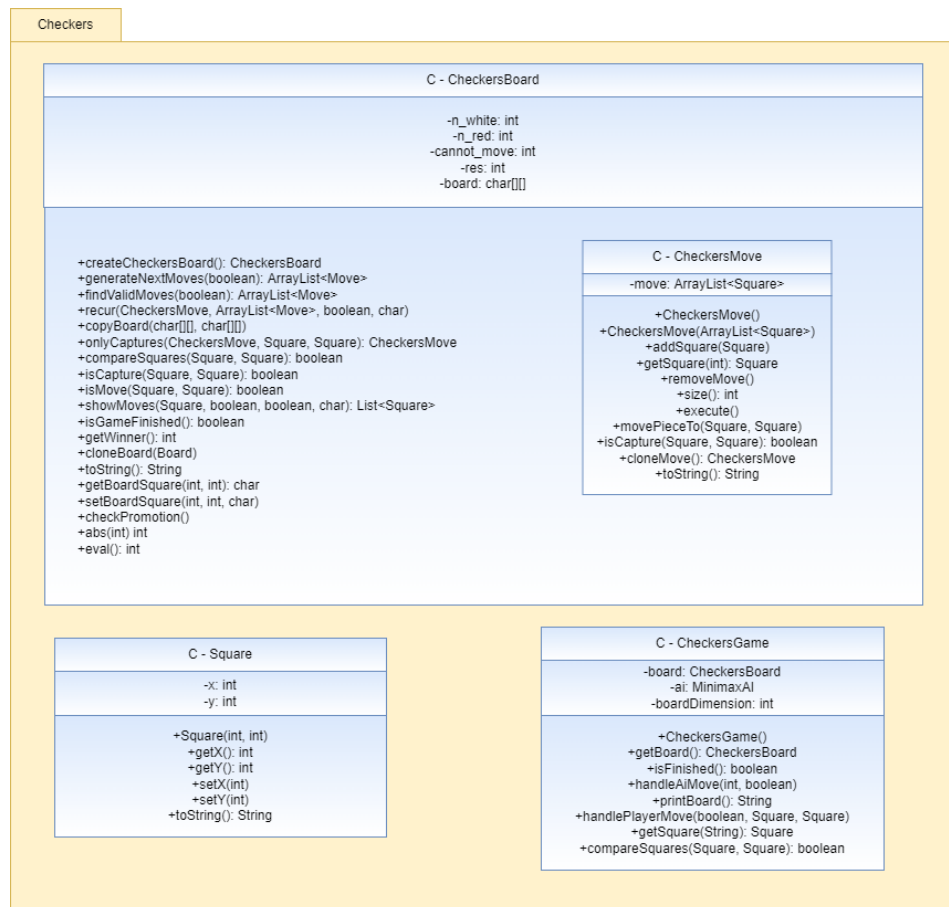 Checkers
C - CheckersBoard
-n_white: int
-n_red: int
-cannot_move: int
-res: int
-board: char[][]
+createCheckersBoard(): CheckersBoard
+generateNextMoves(boolean): ArrayList<Move>
+findValidMoves(boolean): ArrayList<Move>
+recur(CheckersMove, ArrayList<Move>, boolean, char)
+copyBoard(char[][], char[][])
+onlyCaptures(CheckersMove, Square, Square): CheckersMove
+compareSquares(Square, Square): boolean
+isCapture(Square, Square): boolean
+isMove(Square, Square): boolean
+showMoves(Square, boolean, boolean, char): List<Square>
+isGameFinished(): boolean
+getWinner(): int
+cloneBoard(Board)
+toString(): String
+getBoardSquare(int, int): char
+setBoardSquare(int, int, char)
+checkPromotion()
+abs(int) int
+eval(): int
C - CheckersMove
-move: ArrayList<Square>
+CheckersMove()
+CheckersMove(ArrayList<Square>)
+addSquare(Square)
+getSquare(int): Square
+removeMove()
+size(): int
+execute()
+movePieceTo(Square, Square)
+isCapture(Square, Square): boolean
+cloneMove(): CheckersMove
+toString(): String
C - Square
-x: int
-y: int
+Square(int, int)
+getX(): int
+getY(): int
+setX(int)
+setY(int)
+toString(): String
C - CheckersGame
-board: CheckersBoard
-ai: MinimaxAI
-boardDimension: int
+CheckersGame()
+getBoard(): CheckersBoard
+isFinished(): boolean
+handleAiMove(int, boolean)
+printBoard(): String
+handlePlayerMove(boolean, Square, Square)
+getSquare(String): Square
+compareSquares(Square, Square): boolean